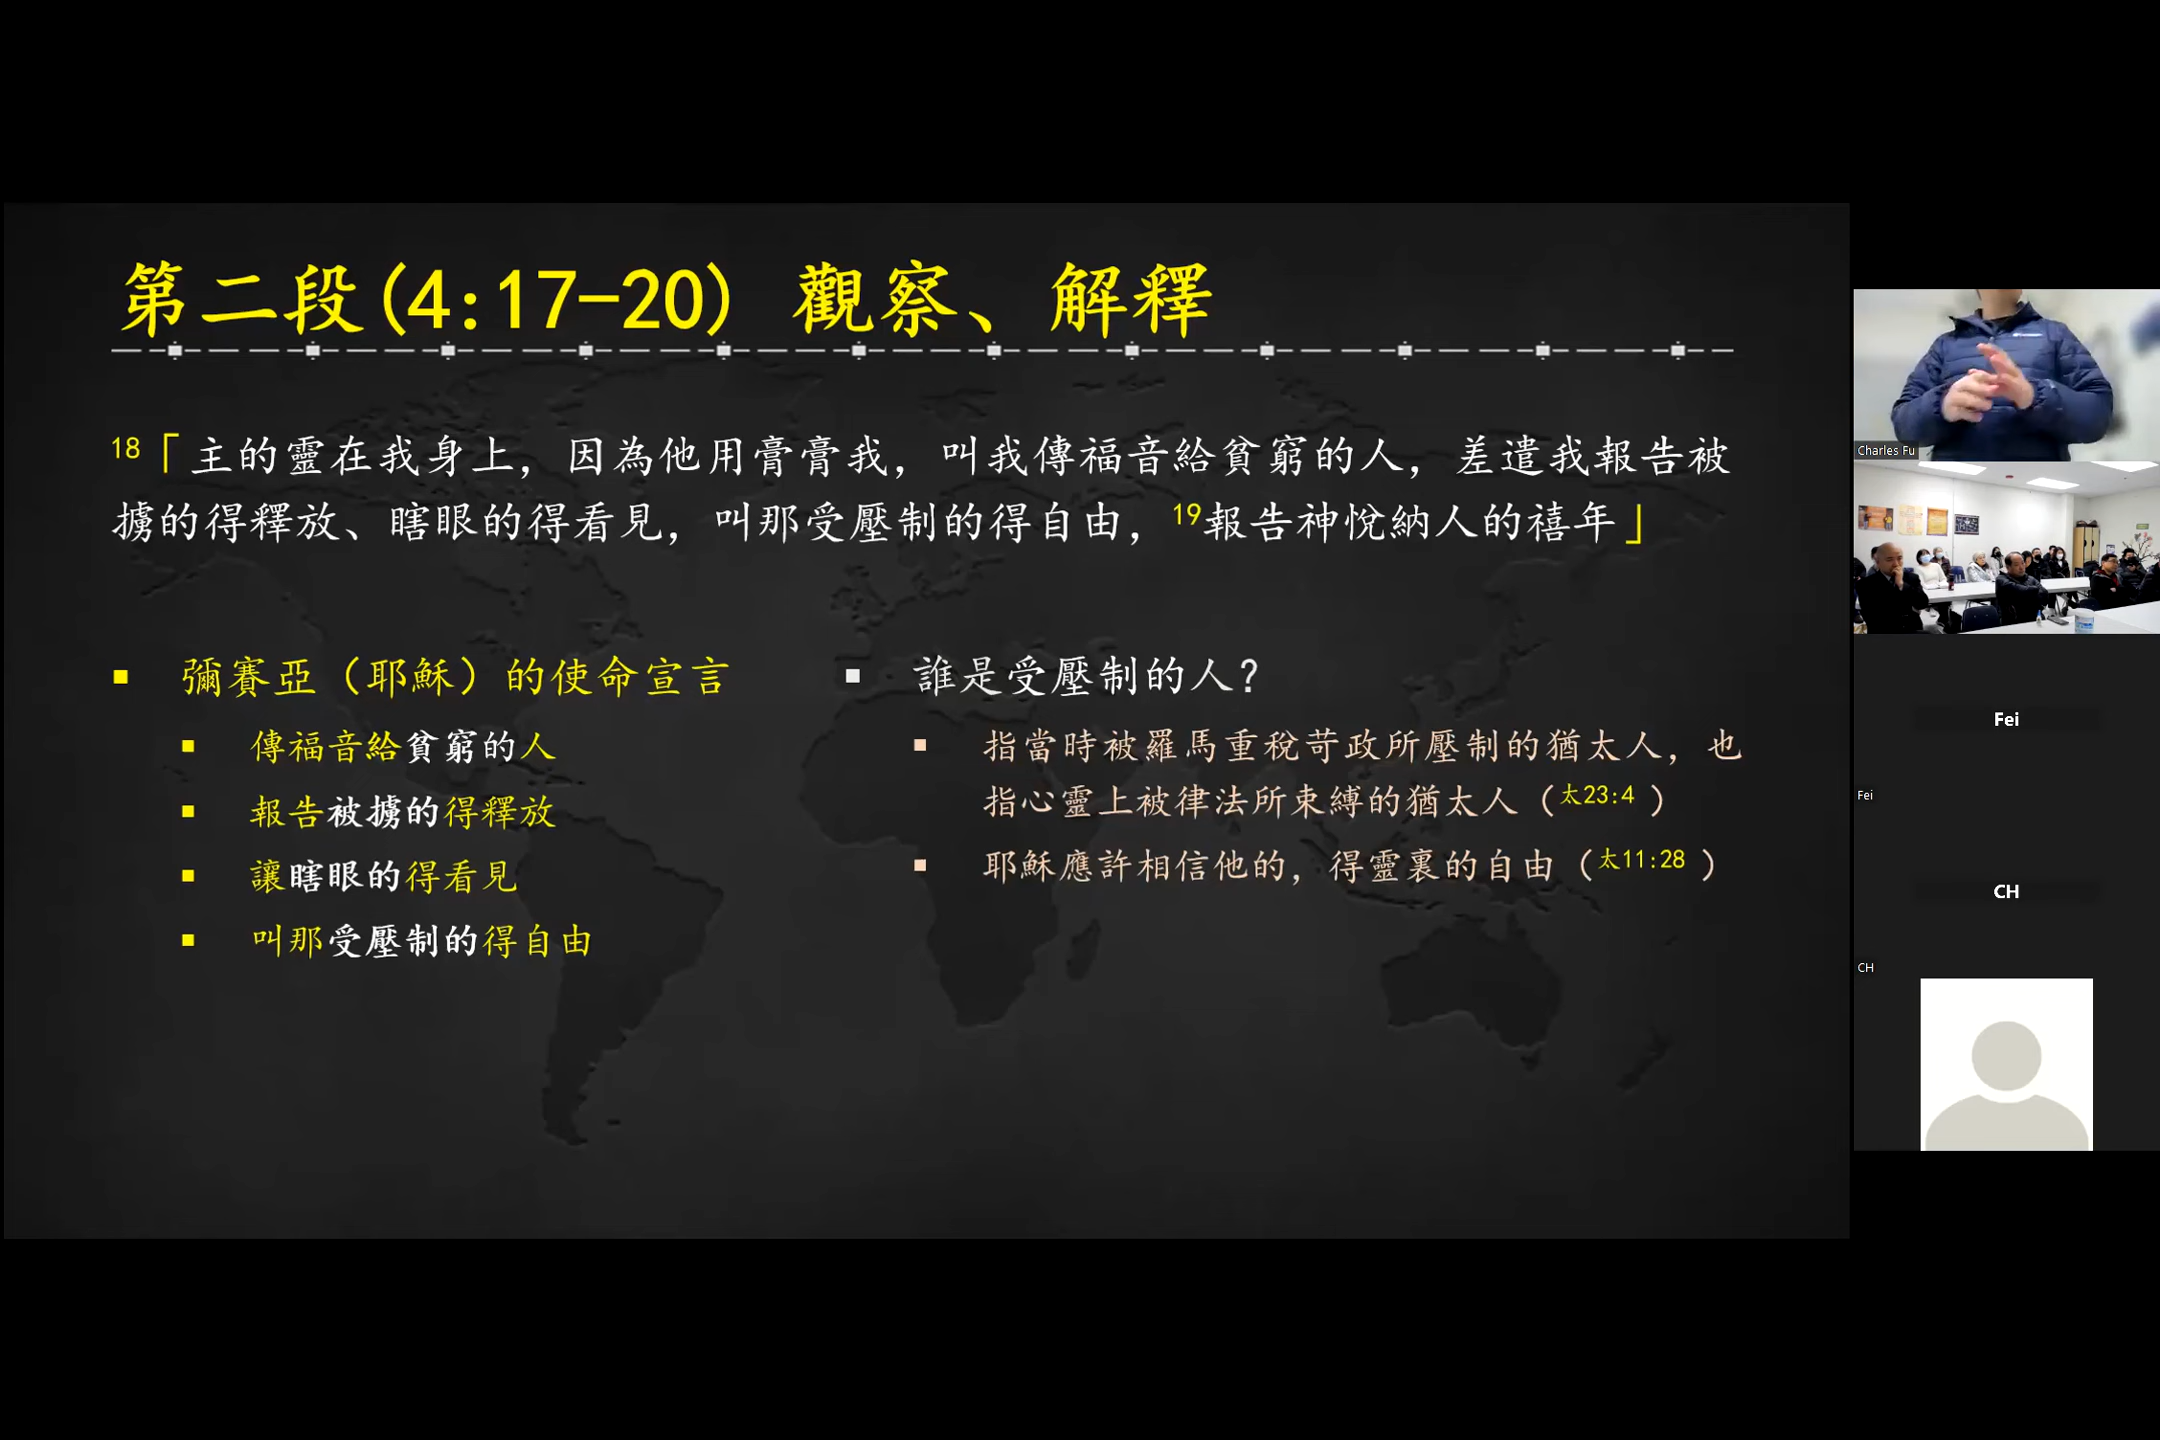 第二段(4:17-20) 觀察、解釋
18「主的靈在我身上，因為他用膏膏我，叫我傳福音給貧窮的人，差遣我報告被
擄的得釋放、瞎眼的得看見，叫那受壓制的得自由，19報告神悅納人的禧年」
▪ 彌賽亞（耶穌）的使命宣言
▪ 傳福音給貧窮的人
▪ 報告被擄的得釋放
▪ 讓瞎眼的得看見
▪ 叫那受壓制的得自由
▪ 誰是受壓制的人?
▪ 指當時被羅馬重稅苛政所壓制的猶太人，也
指心靈上被律法所束縛的猶太人（太23:4 ）
▪ 耶穌應許相信他的，得靈裏的自由（太11:28 ）
Charles Fu
Fei
Fei
CH
CH